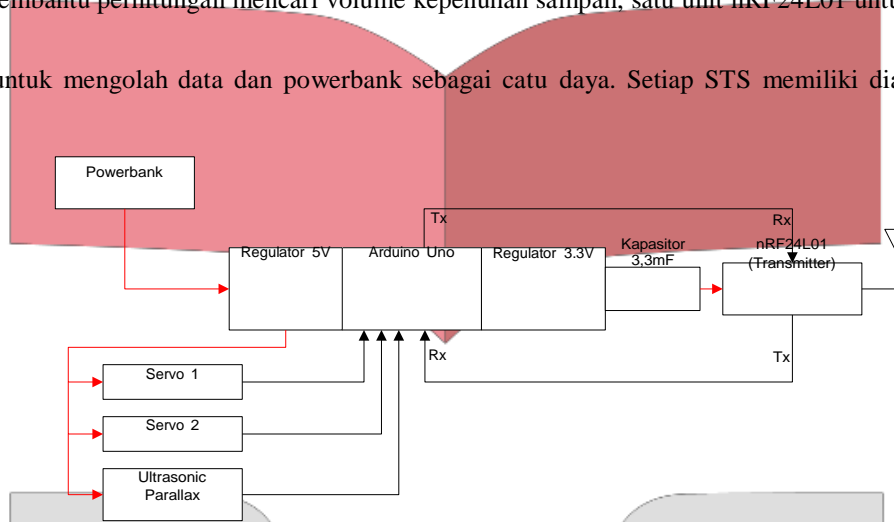 untuk mengolah data dan powerbank sebagai catu daya. Setiap STS memiliki
Powerbank
Tx
Rx
Regulator 5V
Arduino Uno
Regulator 3.3V
Kapasitor
3,3mF
nRF24L01
(Transmitter)
Rx
Tx
Servo 1
Servo 2
Ultrasonic
Parallax